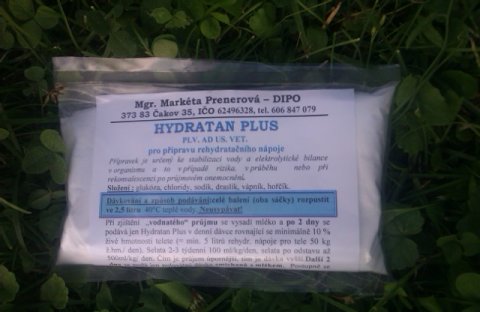 Mgr. Markéta Prenerová – DIPO
373 83 Čakov 35, IČO 62496328, tel. 606 847 079
HYDRATAN PLUS
PLV. AD US. VET.
pro přípravu rehydratačního nápoje
Přípravek je určený ke stabilizaci vody a elektrolytické bilance
v organismu a to v případě rizika, v průběhu nebo při
rekonvalescenci po průjmovém onemocnění.
Složení: glukóza, chloridy, sodík, draslík, vápník, hořčík.
Dávkování a způsob podávání:celé balení (oba sáčky) rozpustit
ve 2,5 litru 40°C teplé vody. Neusypávat!
Při zjištění „vodnatého" průjmu se vysadí mléko a po 2 dny se
podává jen Hydratan Plus v denní dávce rovnající se minimálně 10 %
živé hmotnosti telete (= min. 5 litrů rehydr. nápoje pro tele 50 kg
ž.hm./ den). Selata 2-3 týdenní 100 ml/kg/den, selata po odstavu až
500ml/kg/ den. Čím je průjem úpornější, tím je dávka vyšší. Další 2